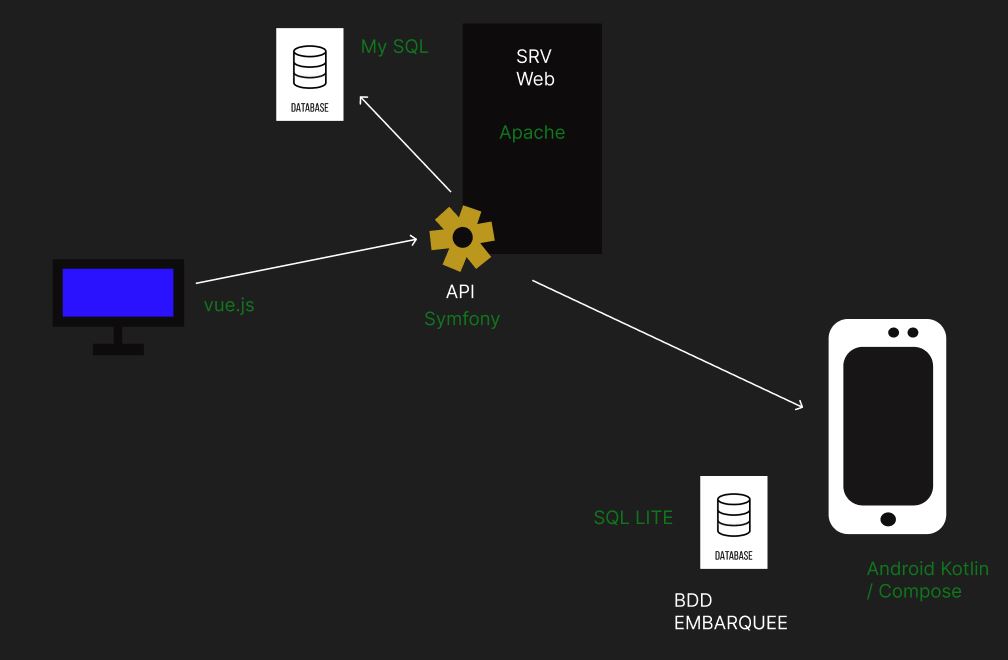 My SQL
DATABASE
SRV
Web
Apache
API
Symfony
vue.js
SQL LITE
DATABASE
BDD
EMBARQUEE
Android Kotlin
/ Compose